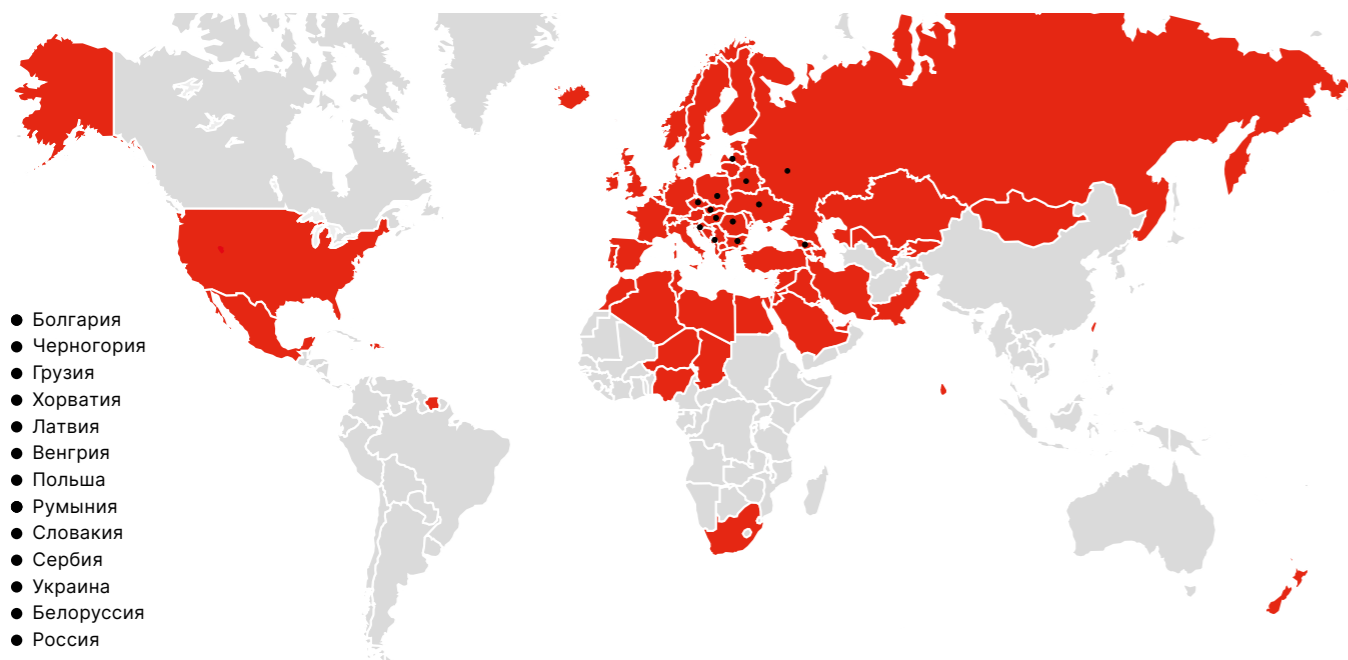 Болгария
Черногория
Грузия
Хорватия
Латвия
Венгрия
Польша
Румыния
Словакия
Сербия
Украина
Белоруссия
Россия